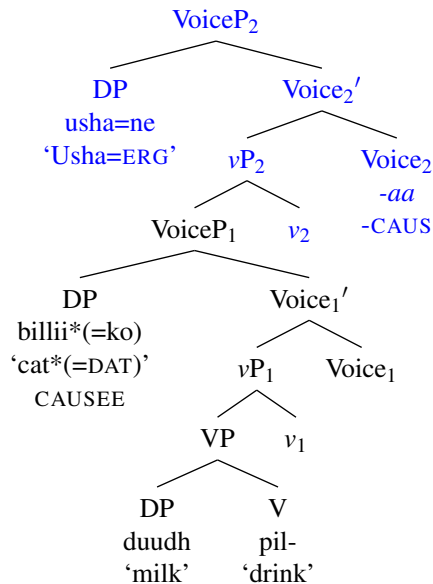 VoiceP₂
DP Voice₂′
usha=ne
‘Usha=ERG’ vP₂ Voice₂
-aa
-CAUS
VoiceP₁ v₂
DP Voice₁′
billii*(=ko)
‘cat*(=DAT)’ vP₁ Voice₁
CAUSEE
VP v₁
DP V
duudh pil-
‘milk’ ‘drink’